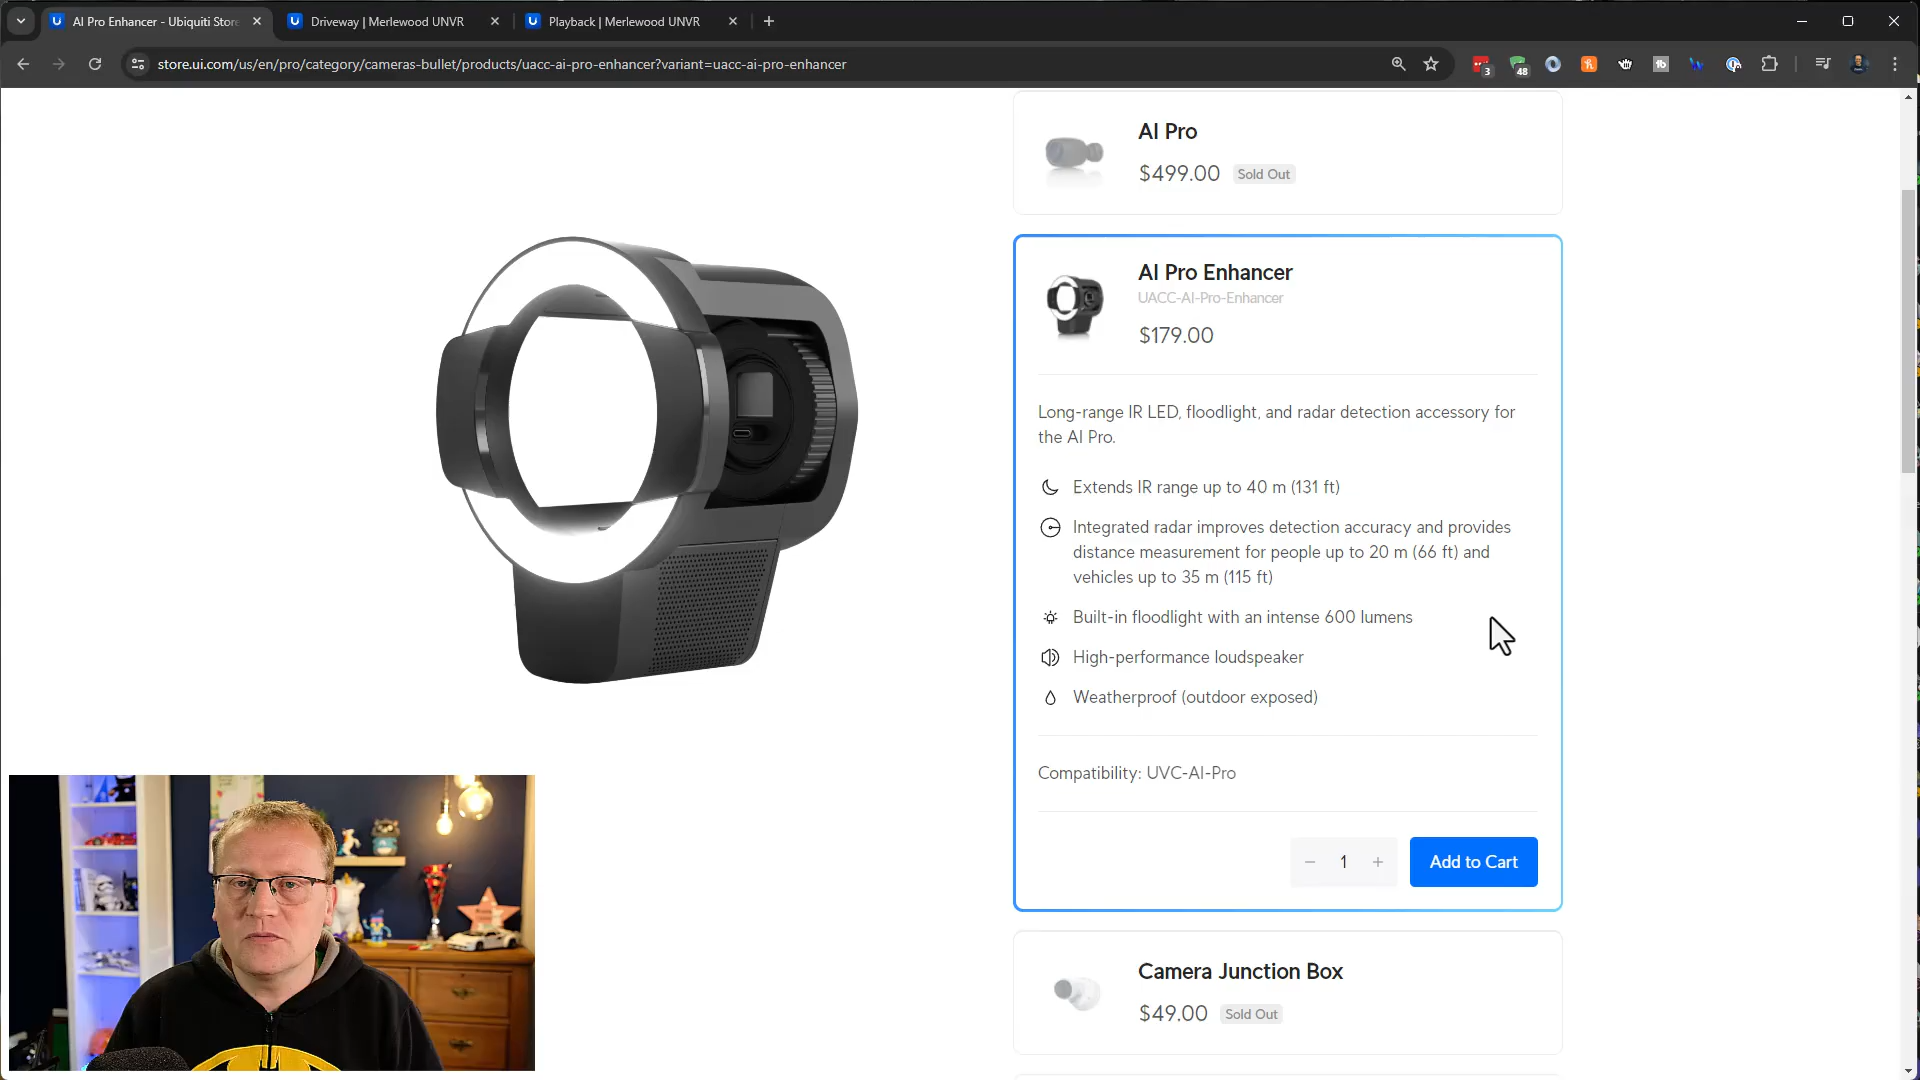 AI Pro Enhancer - Ubiquiti Store
Driveway | Merlewood UNVR
Playback | Merlewood UNVR
store.ui.com/us/en/pro/category/cameras-bullet/products/uacc-ai-pro-enhancer?variant=uacc-ai-pro-enhancer
3
48
AI Pro
$499.00 Sold Out
AI Pro Enhancer
UACC-AI-Pro-Enhancer
$179.00
Long-range IR LED, floodlight, and radar detection accessory for
the AI Pro.
Extends IR range up to 40 m (131 ft)
Integrated radar improves detection accuracy and provides
distance measurement for people up to 20 m (66 ft) and
vehicles up to 35 m (115 ft)
Built-in floodlight with an intense 600 lumens
High-performance loudspeaker
Weatherproof (outdoor exposed)
Compatibility: UVC-AI-Pro
1
Add to Cart
Camera Junction Box
$49.00 Sold Out